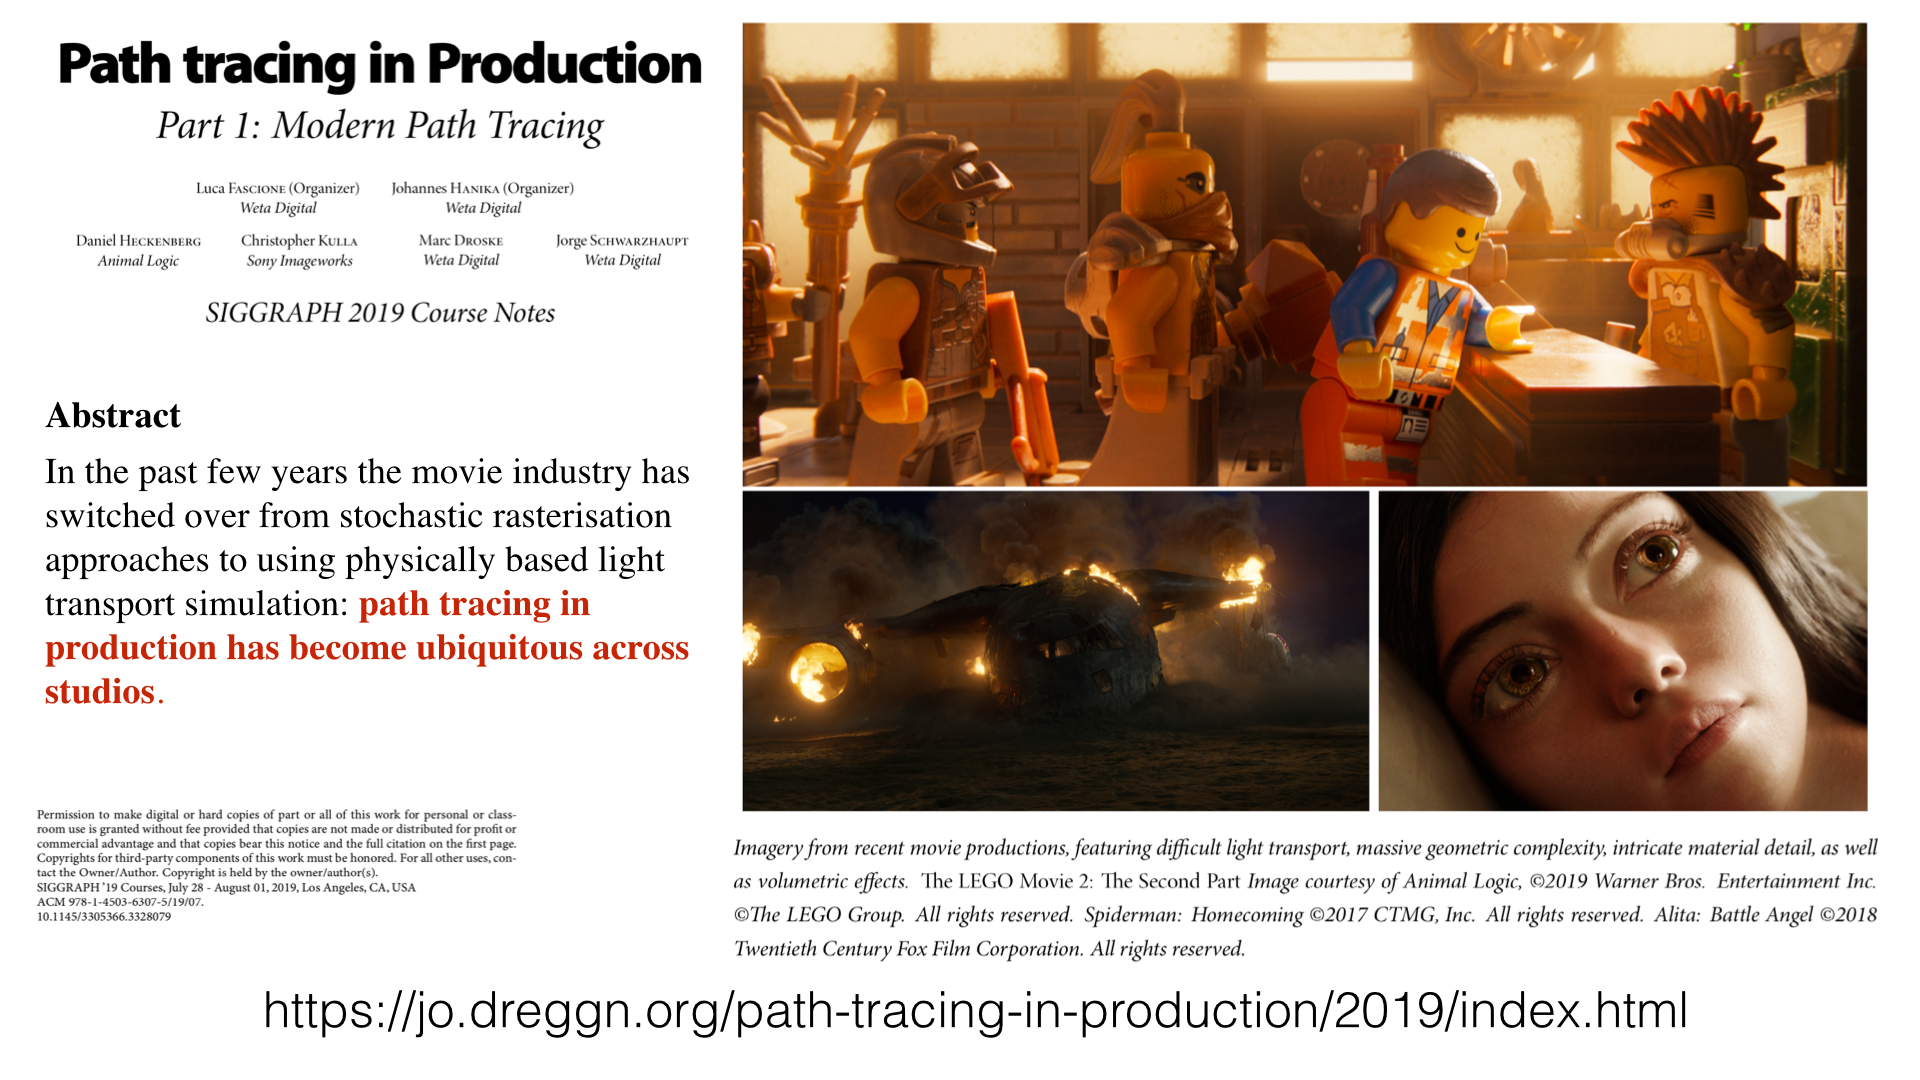 Path tracing in Production
Part 1: Modern Path Tracing
Luca FASCIONE (Organizer)
Weta Digital
Johannes HANIKA (Organizer)
Weta Digital
Daniel HECKENBERG
Animal Logic
Christopher KULLA
Sony Imageworks
Marc DROSKE
Weta Digital
Jorge SCHWARZHAUPT
Weta Digital
SIGGRAPH 2019 Course Notes
Abstract
In the past few years the movie industry has
switched over from stochastic rasterisation
approaches to using physically based light
transport simulation: path tracing in
production has become ubiquitous across
studios.
Permission to make digital or hard copies of part or all of this work for personal or class-
room use is granted without fee provided that copies are not made or distributed for profit or
commercial advantage and that copies bear this notice and the full citation on the first page.
Copyrights for third-party components of this work must be honored. For all other uses, con-
tact the Owner/Author. Copyright is held by the owner/author(s).
SIGGRAPH '19 Courses, July 28 - August 01, 2019, Los Angeles, CA, USA
ACM 978-1-4503-6307-5/19/07.
10.1145/3305366.3328079
Imagery from recent movie productions, featuring difficult light transport, massive geometric complexity, intricate material detail, as well
as volumetric effects. The LEGO Movie 2: The Second Part Image courtesy of Animal Logic, ©2019 Warner Bros. Entertainment Inc.
©The LEGO Group. All rights reserved. Spiderman: Homecoming ©2017 CTMG, Inc. All rights reserved. Alita: Battle Angel ©2018
Twentieth Century Fox Film Corporation. All rights reserved.
https://jo.dreggn.org/path-tracing-in-production/2019/index.html